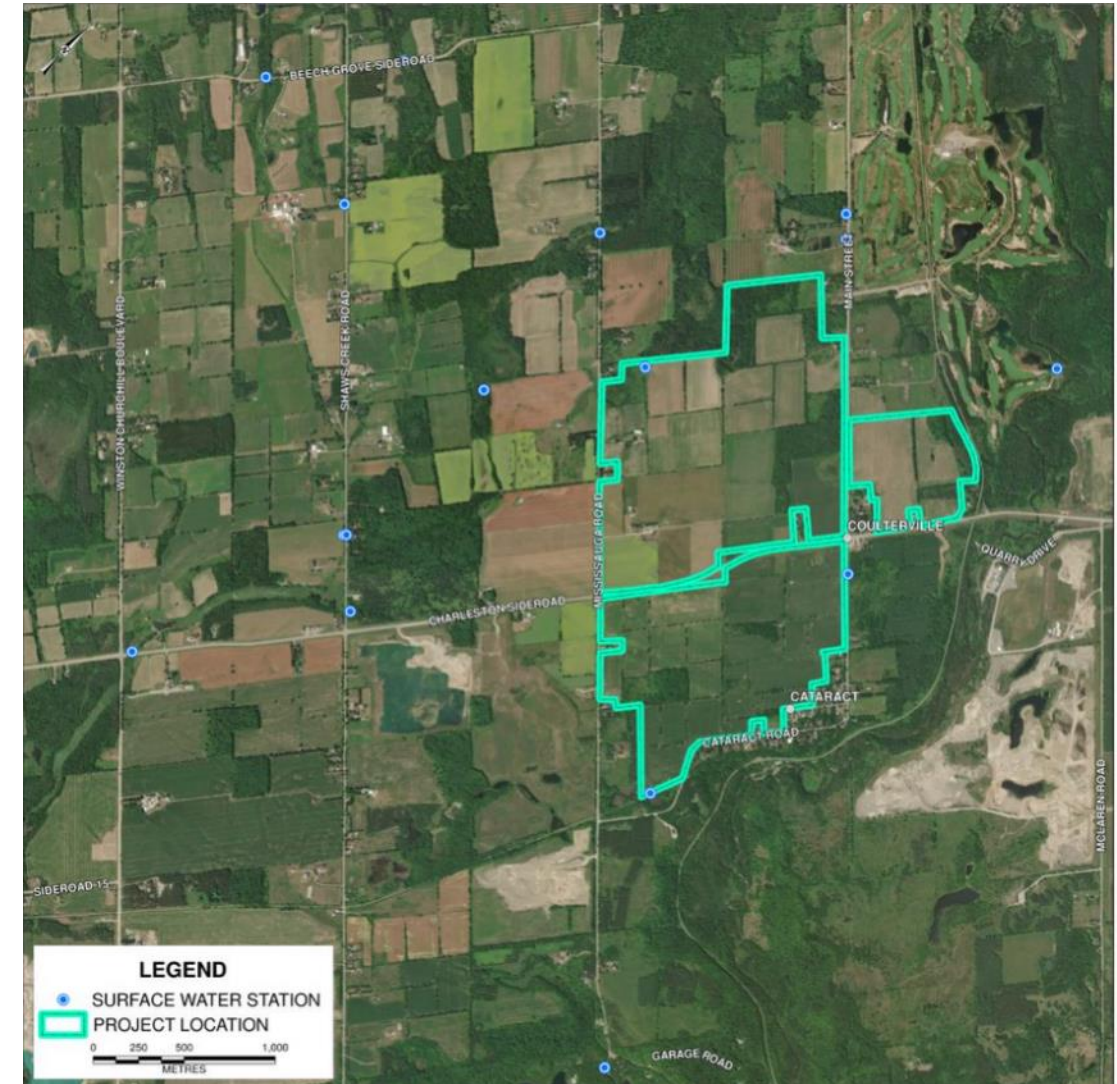 BEECH GROVE SIDEROAD
MAIN STREET
WINSTON CHURCHILL BOULEVARD
SHAWS CREEK ROAD
MISSISSAUGA ROAD
COULTERVILLE
QUARRY DRIVE
CHARLESTON SIDEROAD
CATARACT
CATARACT ROAD
MCLAREN ROAD
SIDEROAD 15
LEGEND
SURFACE WATER STATION
PROJECT LOCATION
0 250 500 1,000
METRES
GARAGE ROAD